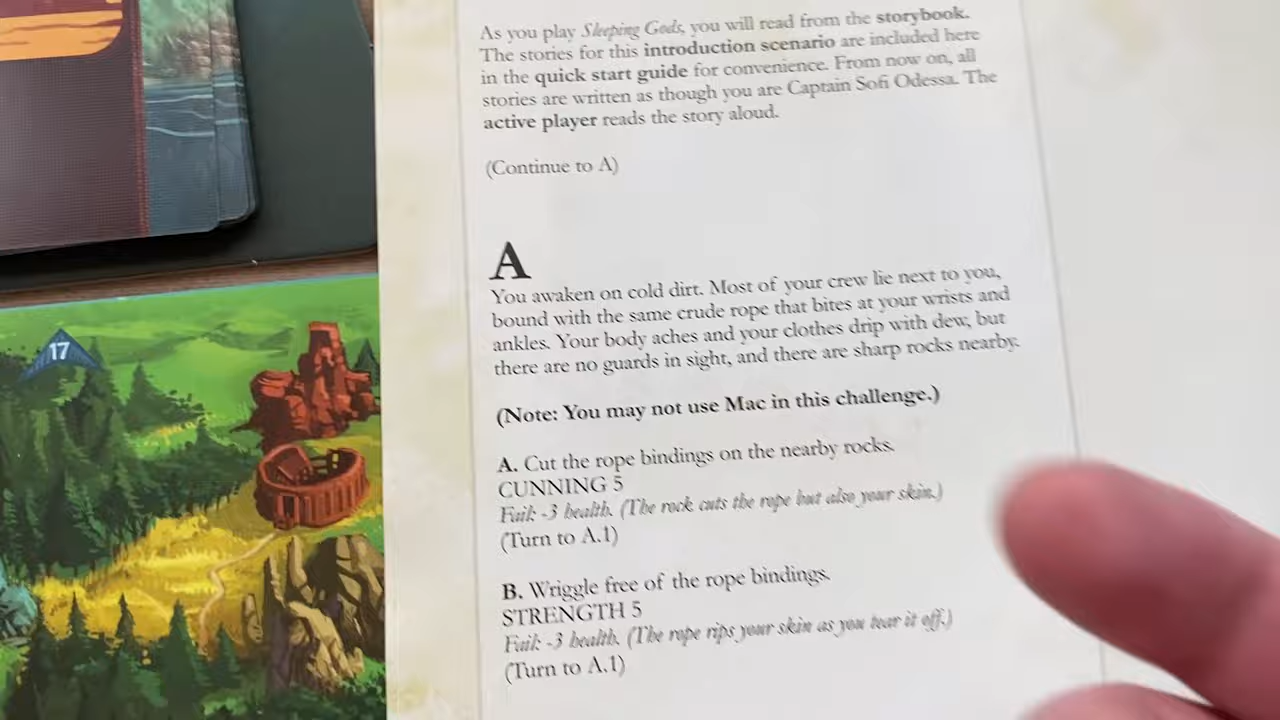 As you play Sleeping Gods, you will read from the storybook.
The stories for this introduction scenario are included here
in the quick start guide for convenience. From now on, all
stories are written as though you are Captain Sofi Odessa. The
active player reads the story aloud.
(Continue to A)
A
You awaken on cold dirt. Most of your crew lie next to you,
bound with the same crude rope that bites at your wrists and
ankles. Your body aches and your clothes drip with dew, but
there are no guards in sight, and there are sharp rocks nearby.
(Note: You may not use Mac in this challenge.)
A. Cut the rope bindings on the nearby rocks.
CUNNING 5
Fail: -3 health. (The rock cuts the rope but also your skin.)
(Turn to A.1)
B. Wriggle free of the rope bindings.
STRENGTH 5
Fail: -3 health. (The rope rips your skin as you tear it off.)
(Turn to A.1)
17